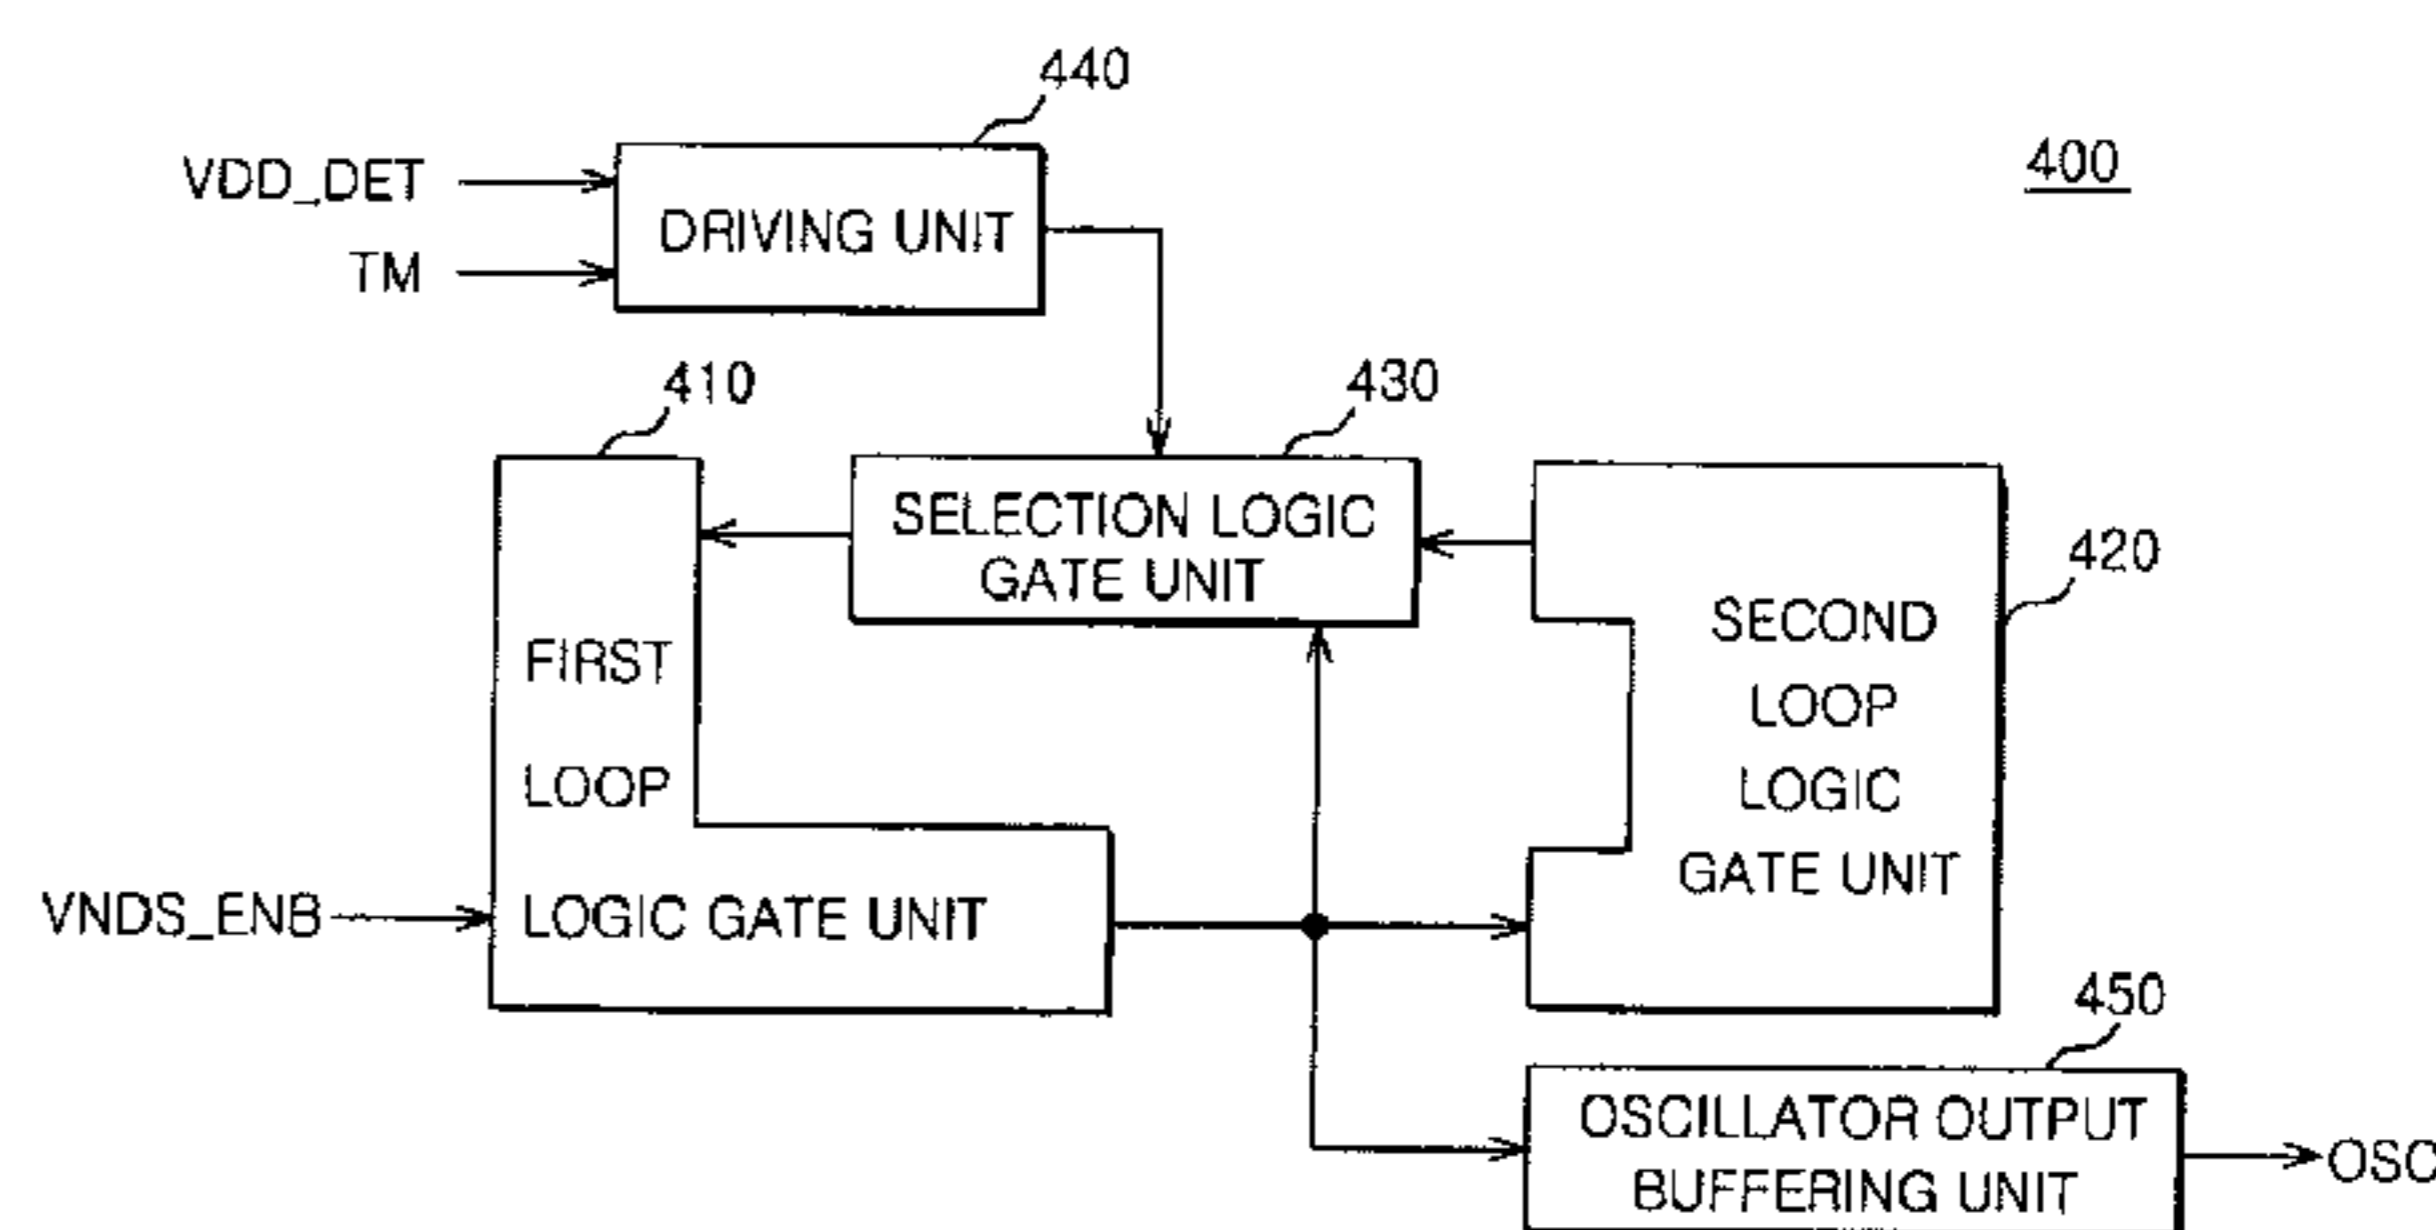 440
400
VDD_DET
DRIVING UNIT
TM
410
430
SELECTION LOGIC
GATE UNIT
420
FIRST
LOOP
LOGIC GATE UNIT
SECOND
LOOP
LOGIC
GATE UNIT
VNDS_ENB
450
OSCILLATOR OUTPUT
BUFFERING UNIT
OSC